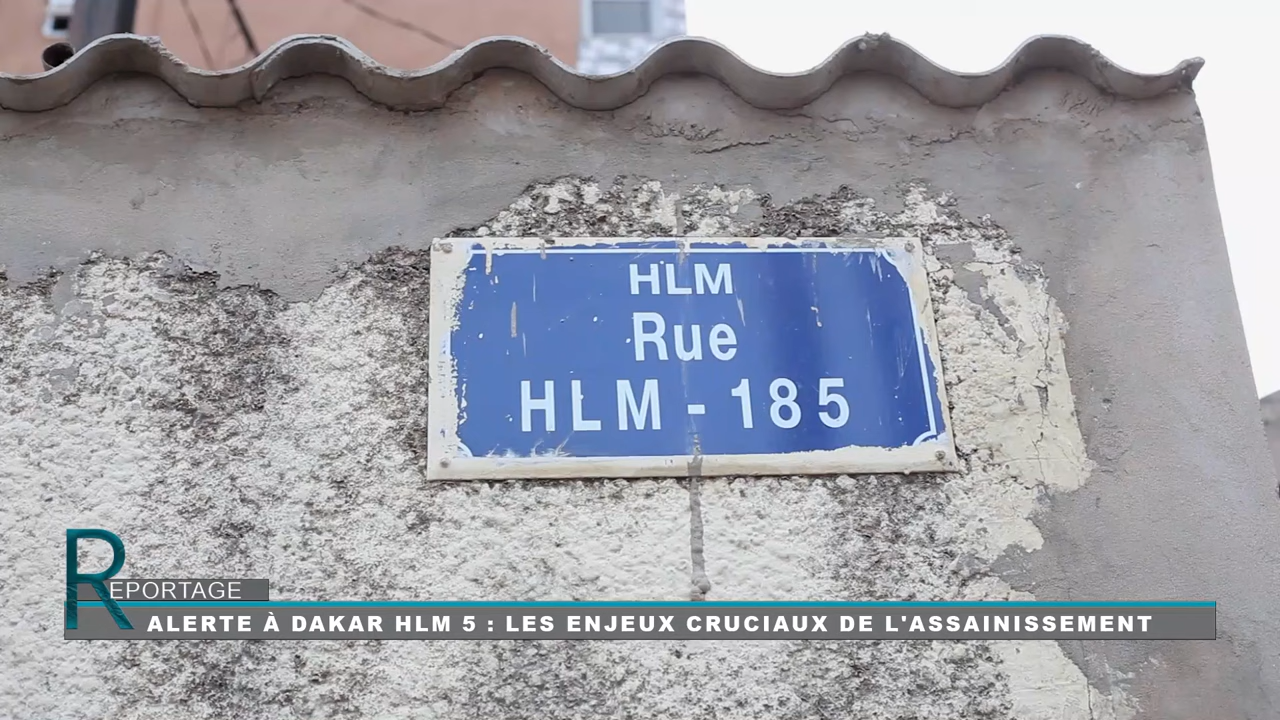 HLM
Rue
HLM - 185
REPORTAGE
ALERTE À DAKAR HLM 5 : LES ENJEUX CRUCIAUX DE L'ASSAINISSEMENT